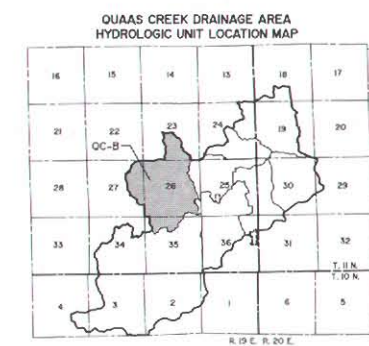 QUAAS CREEK DRAINAGE AREA
HYDROLOGIC UNIT LOCATION MAP
16 15 14 13 18 17
21 22 23 24 19 20
QC-B
28 27 26 25 30 29
33 34 35 36 31 32
T. 11 N.
T. 10 N.
4 3 2 1 6 5
R. 19 E. R. 20 E.